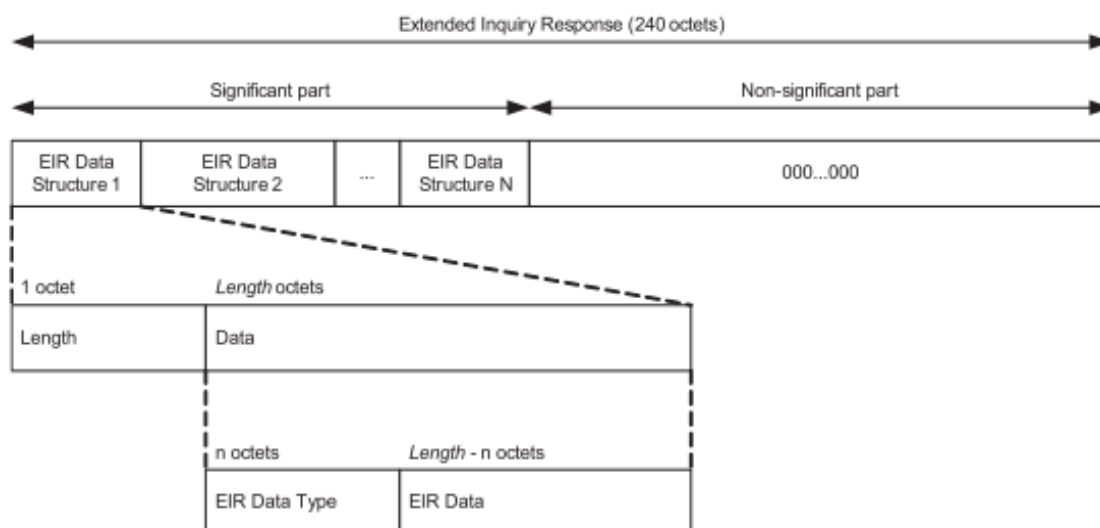 Extended Inquiry Response (240 octets)
Significant part
Non-significant part
EIR Data
Structure 1
EIR Data
Structure 2
...
EIR Data
Structure N
000...000
1 octet
Length octets
Length
Data
n octets
Length - n octets
EIR Data Type
EIR Data